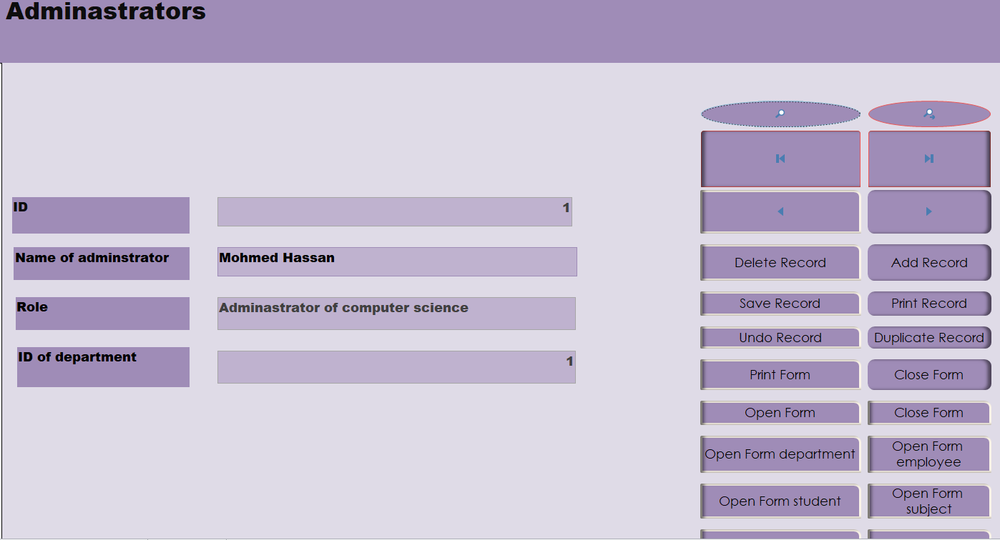 Adminastrators
ID
1
Name of adminstrator
Mohmed Hassan
Role
Adminastrator of computer science
ID of department
1
Delete Record
Add Record
Save Record
Print Record
Undo Record
Duplicate Record
Print Form
Close Form
Open Form
Close Form
Open Form department
Open Form
employee
Open Form student
Open Form
subject